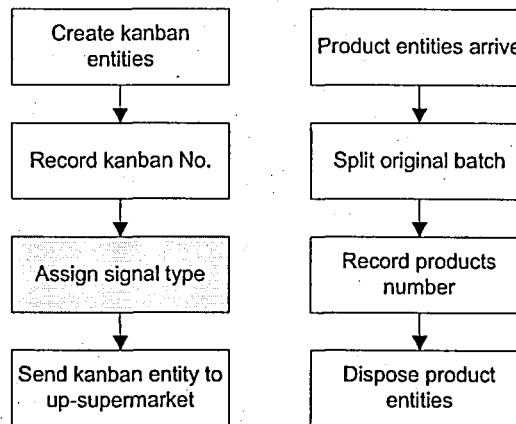 Create kanban
entities
Record kanban No.
Assign signal type
Send kanban entity to
up-supermarket
Product entities arrive
Split original batch
Record products
number
Dispose product
entities